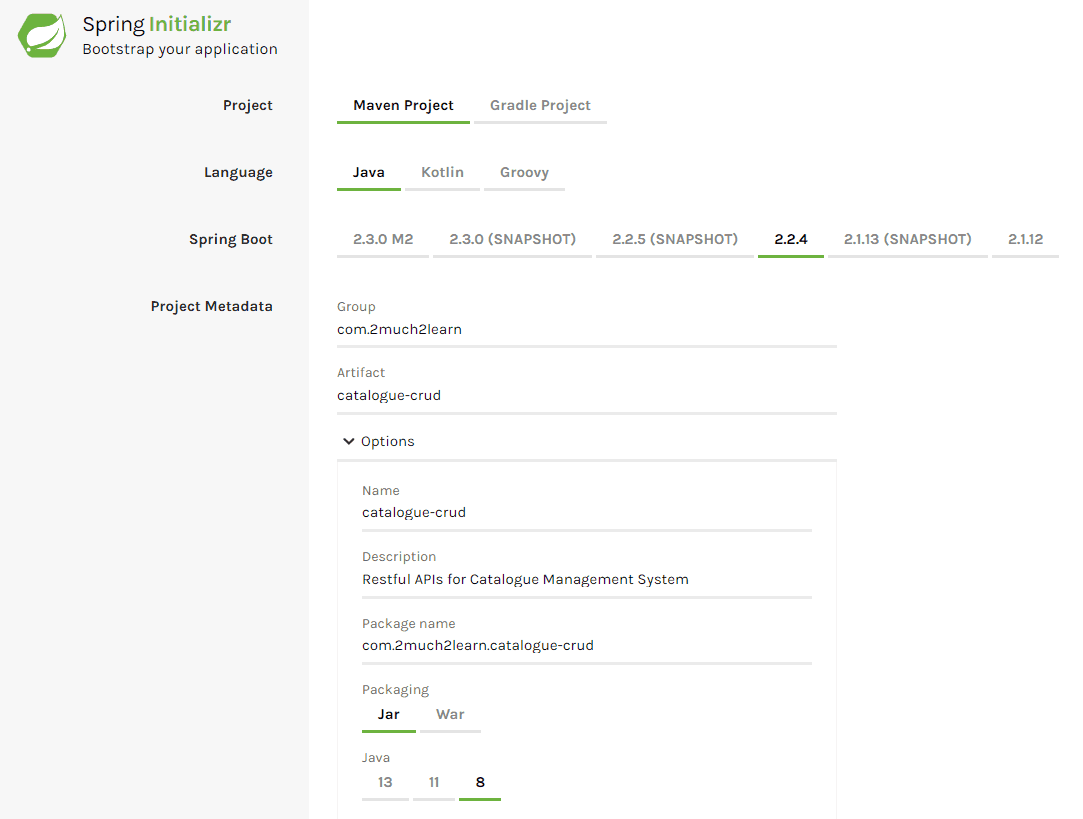 Spring Initializr
Bootstrap your application
Project
Maven Project Gradle Project
Language
Java Kotlin Groovy
Spring Boot
2.3.0 M2 2.3.0 (SNAPSHOT) 2.2.5 (SNAPSHOT) 2.2.4 2.1.13 (SNAPSHOT) 2.1.12
Project Metadata
Group
com.2much2learn
Artifact
catalogue-crud
Options
Name
catalogue-crud
Description
Restful APIs for Catalogue Management System
Package name
com.2much2learn.catalogue-crud
Packaging
Jar War
Java
13 11 8